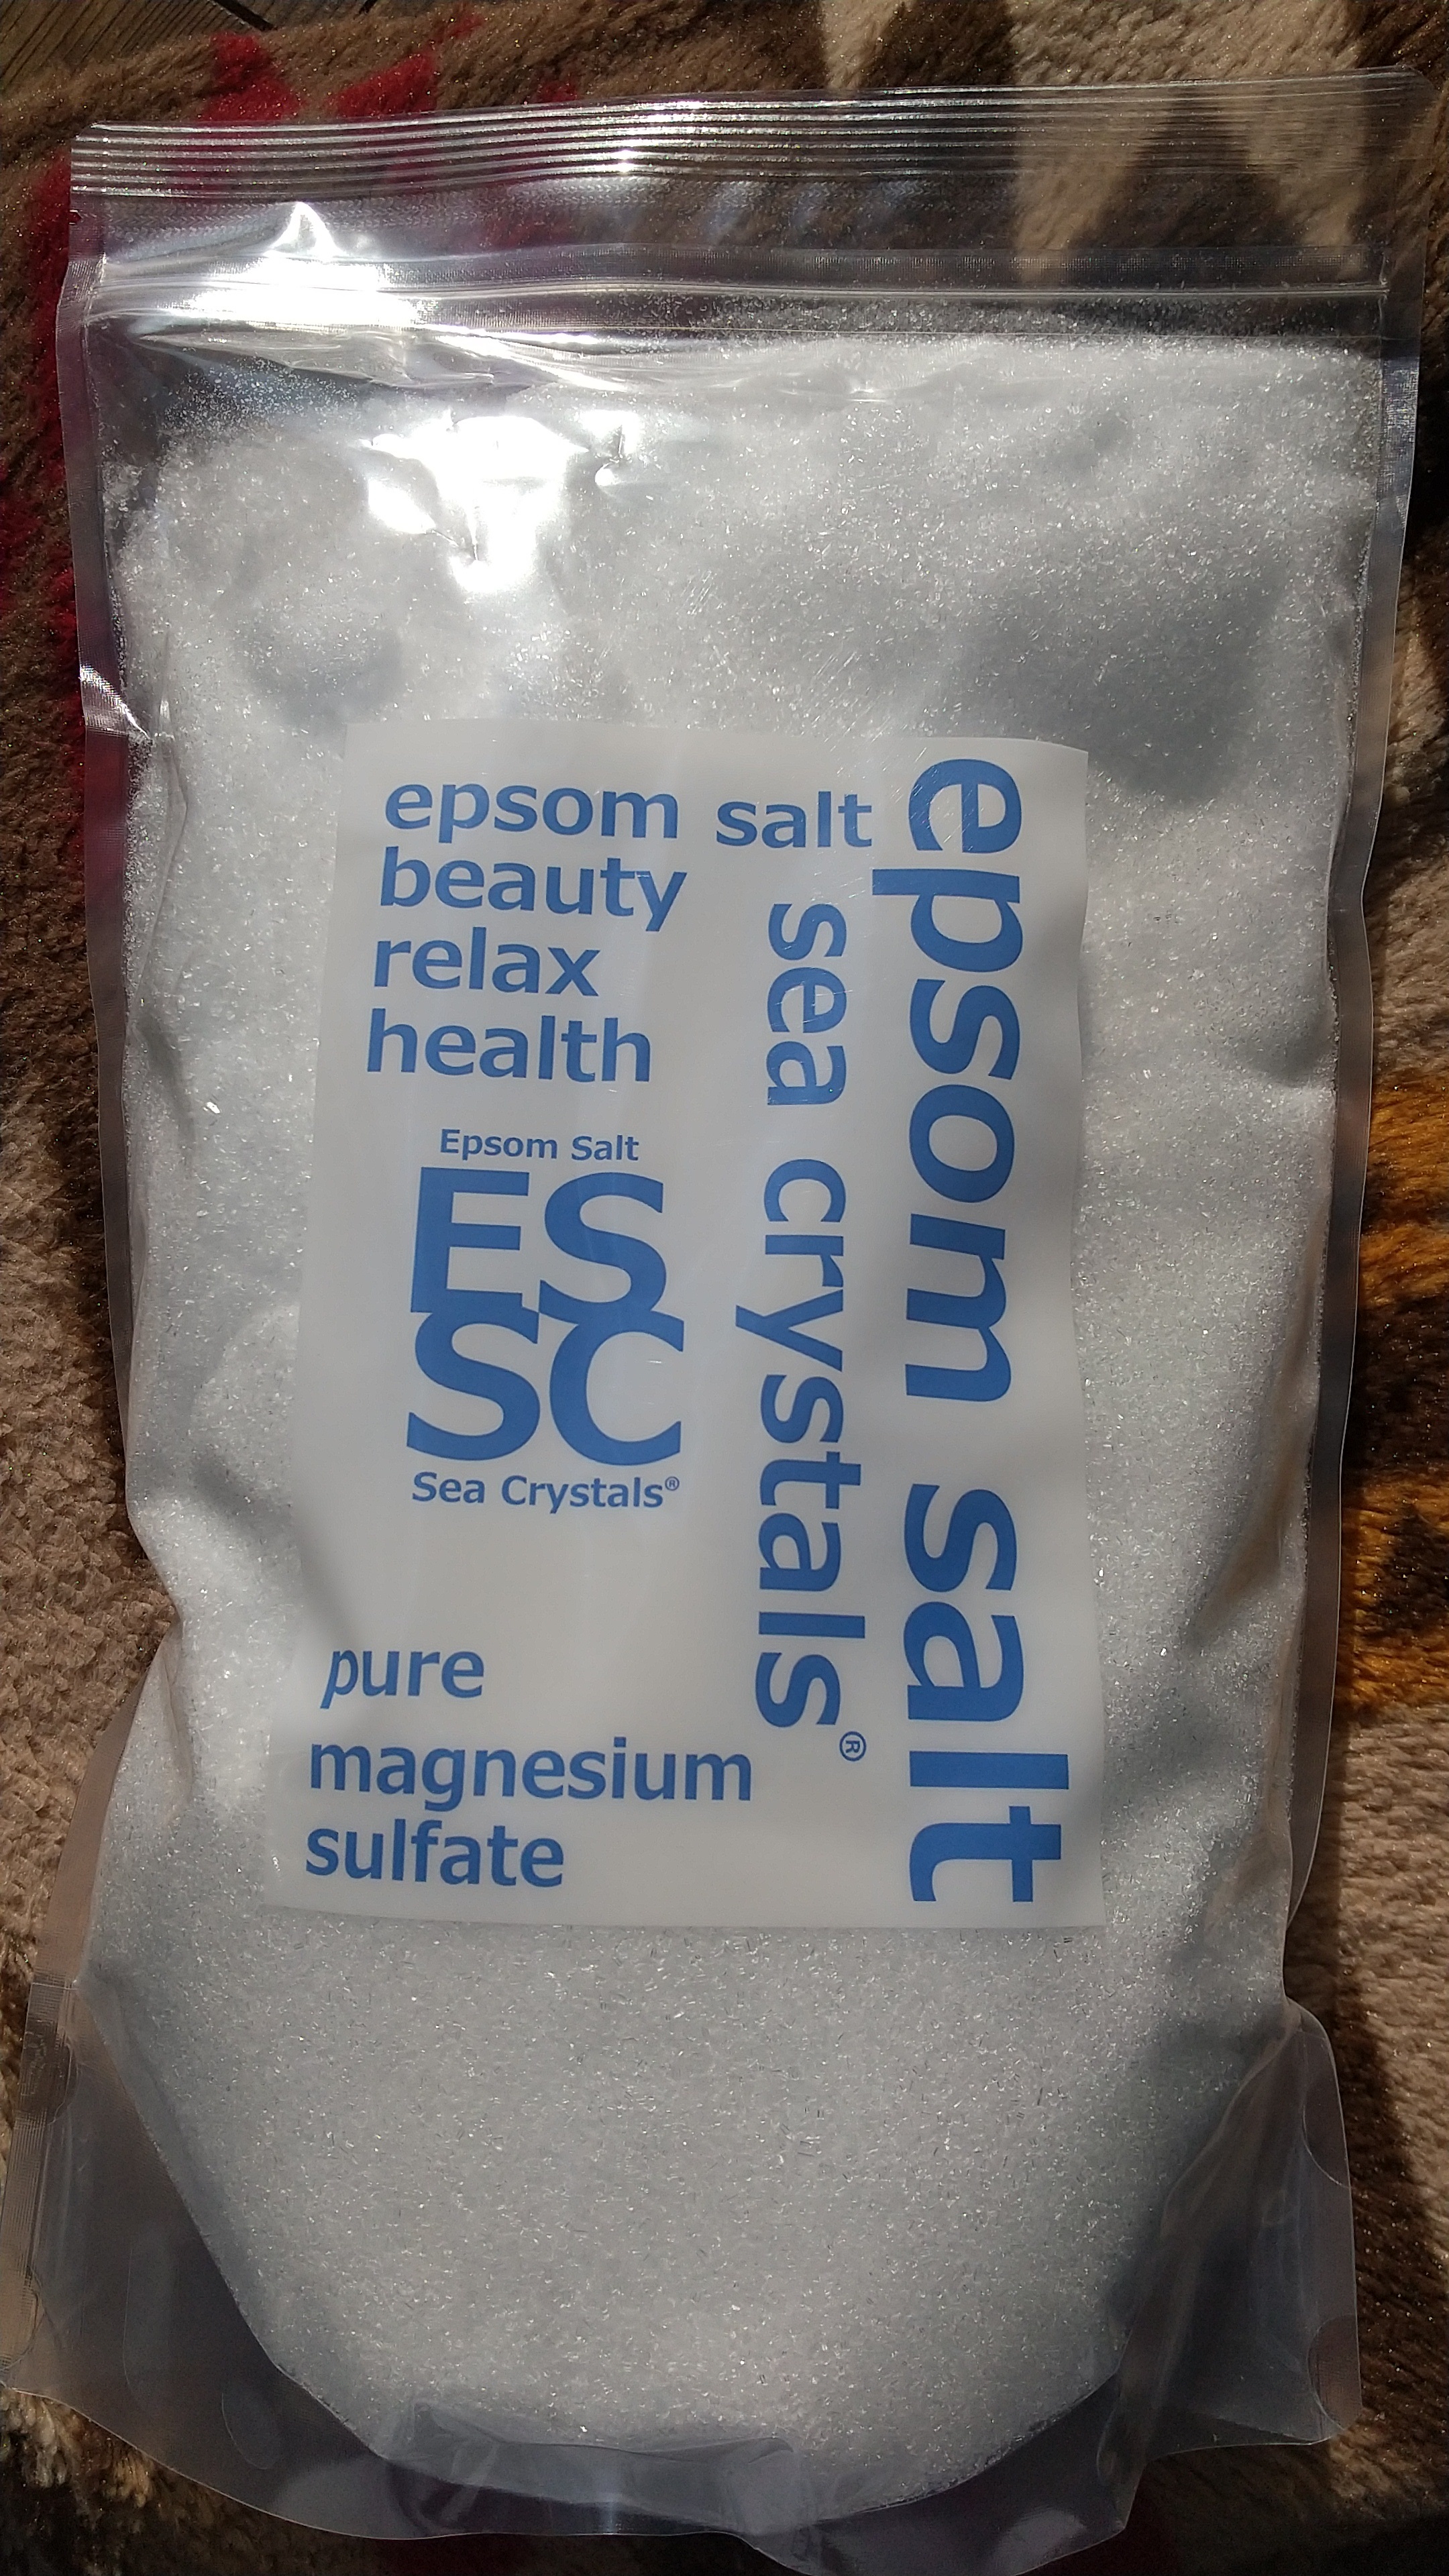 epsom salt
beauty
relax
health
Epsom Salt
ES
SC
Sea Crystals®
pure
magnesium
sulfate
sea crystals®
epsom salt